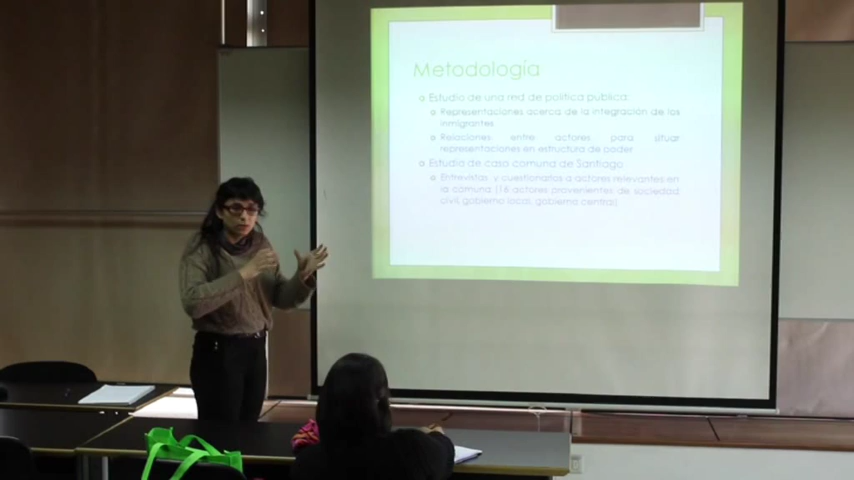 Metodología
Estudio de una red de política pública
Representaciones acerca de la integración de los
inmigrantes
Relaciones entre actores para situar
representaciones en estructura de poder
Estudio de caso comuna de Santiago
Entrevistas y cuestionarios a actores relevantes en
la comuna (16 actores provenientes de sociedad
civil, gobierno local, gobierno central)